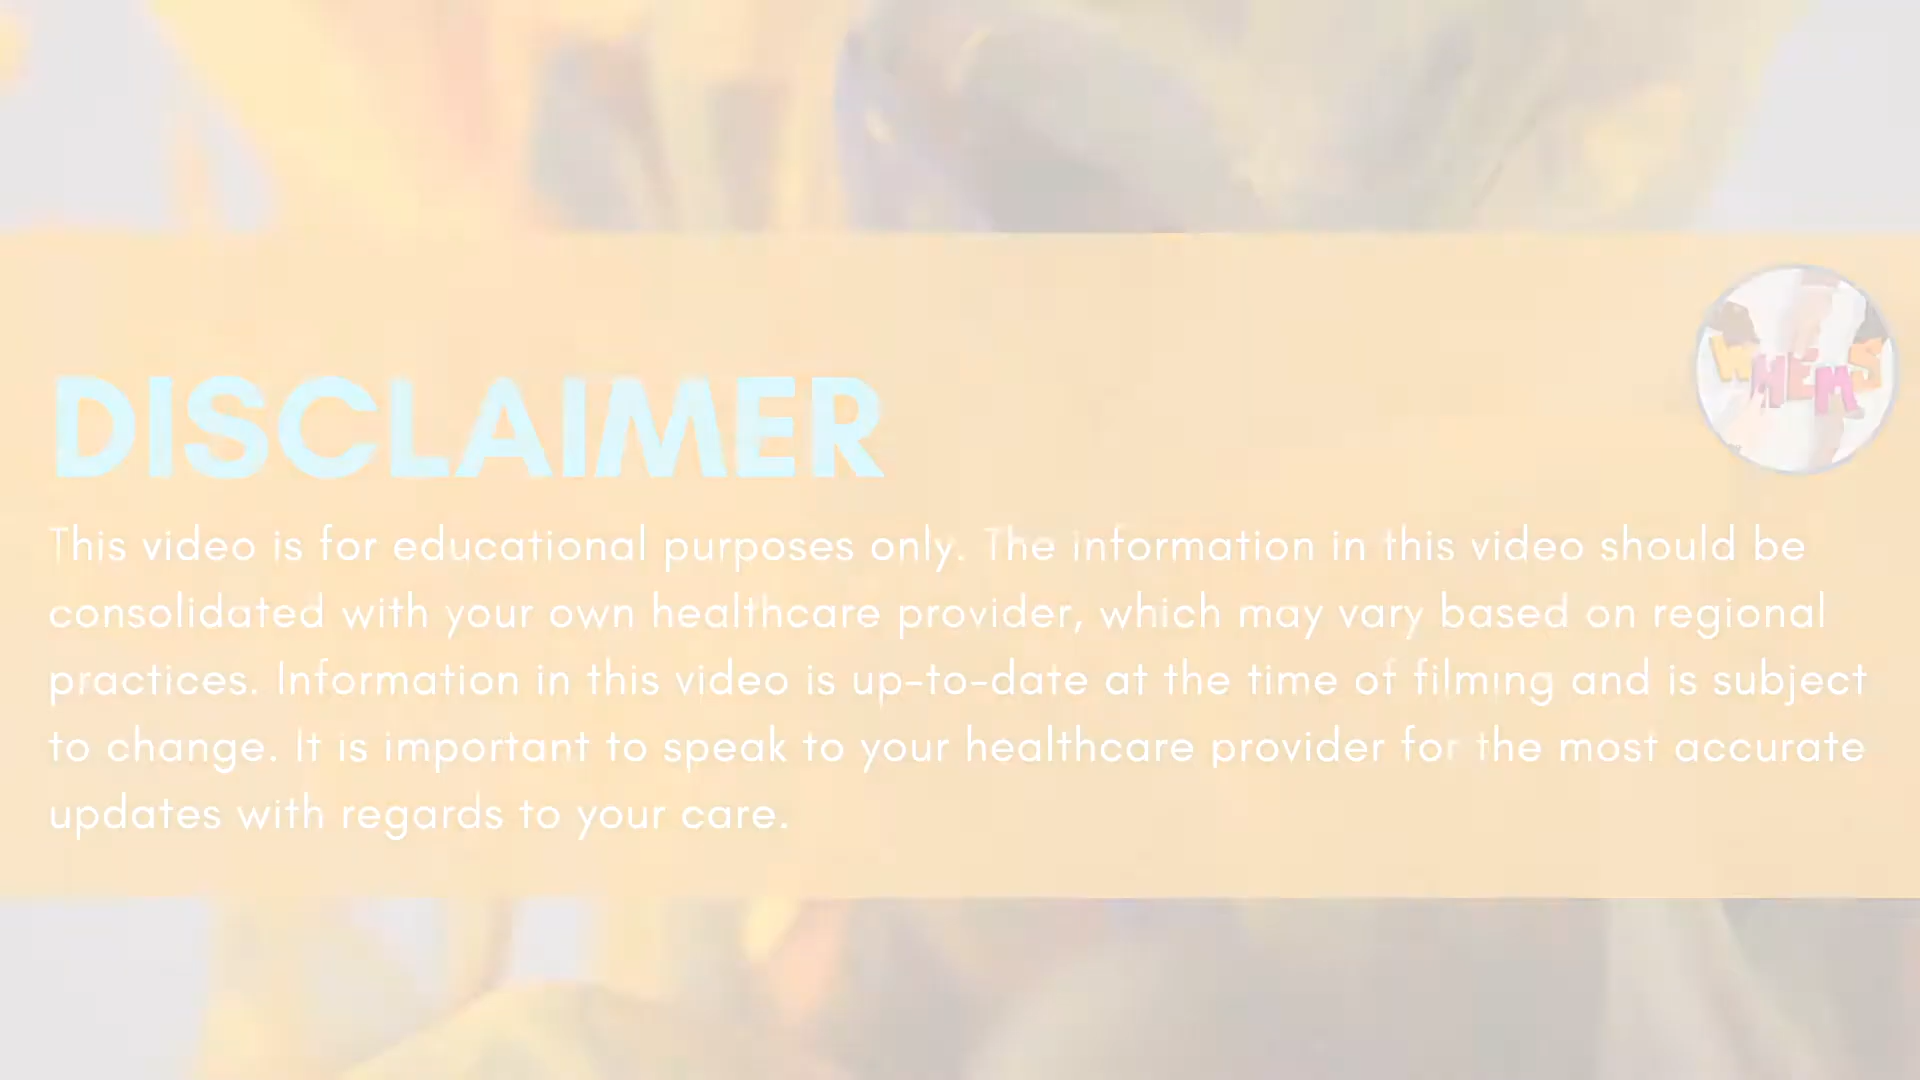 WHEMS
DISCLAIMER
This video is for educational purposes only. The information in this video should be
consolidated with your own healthcare provider, which may vary based on regional
practices. Information in this video is up-to-date at the time of filming and is subject
to change. It is important to speak to your healthcare provider for the most accurate
updates with regards to your care.